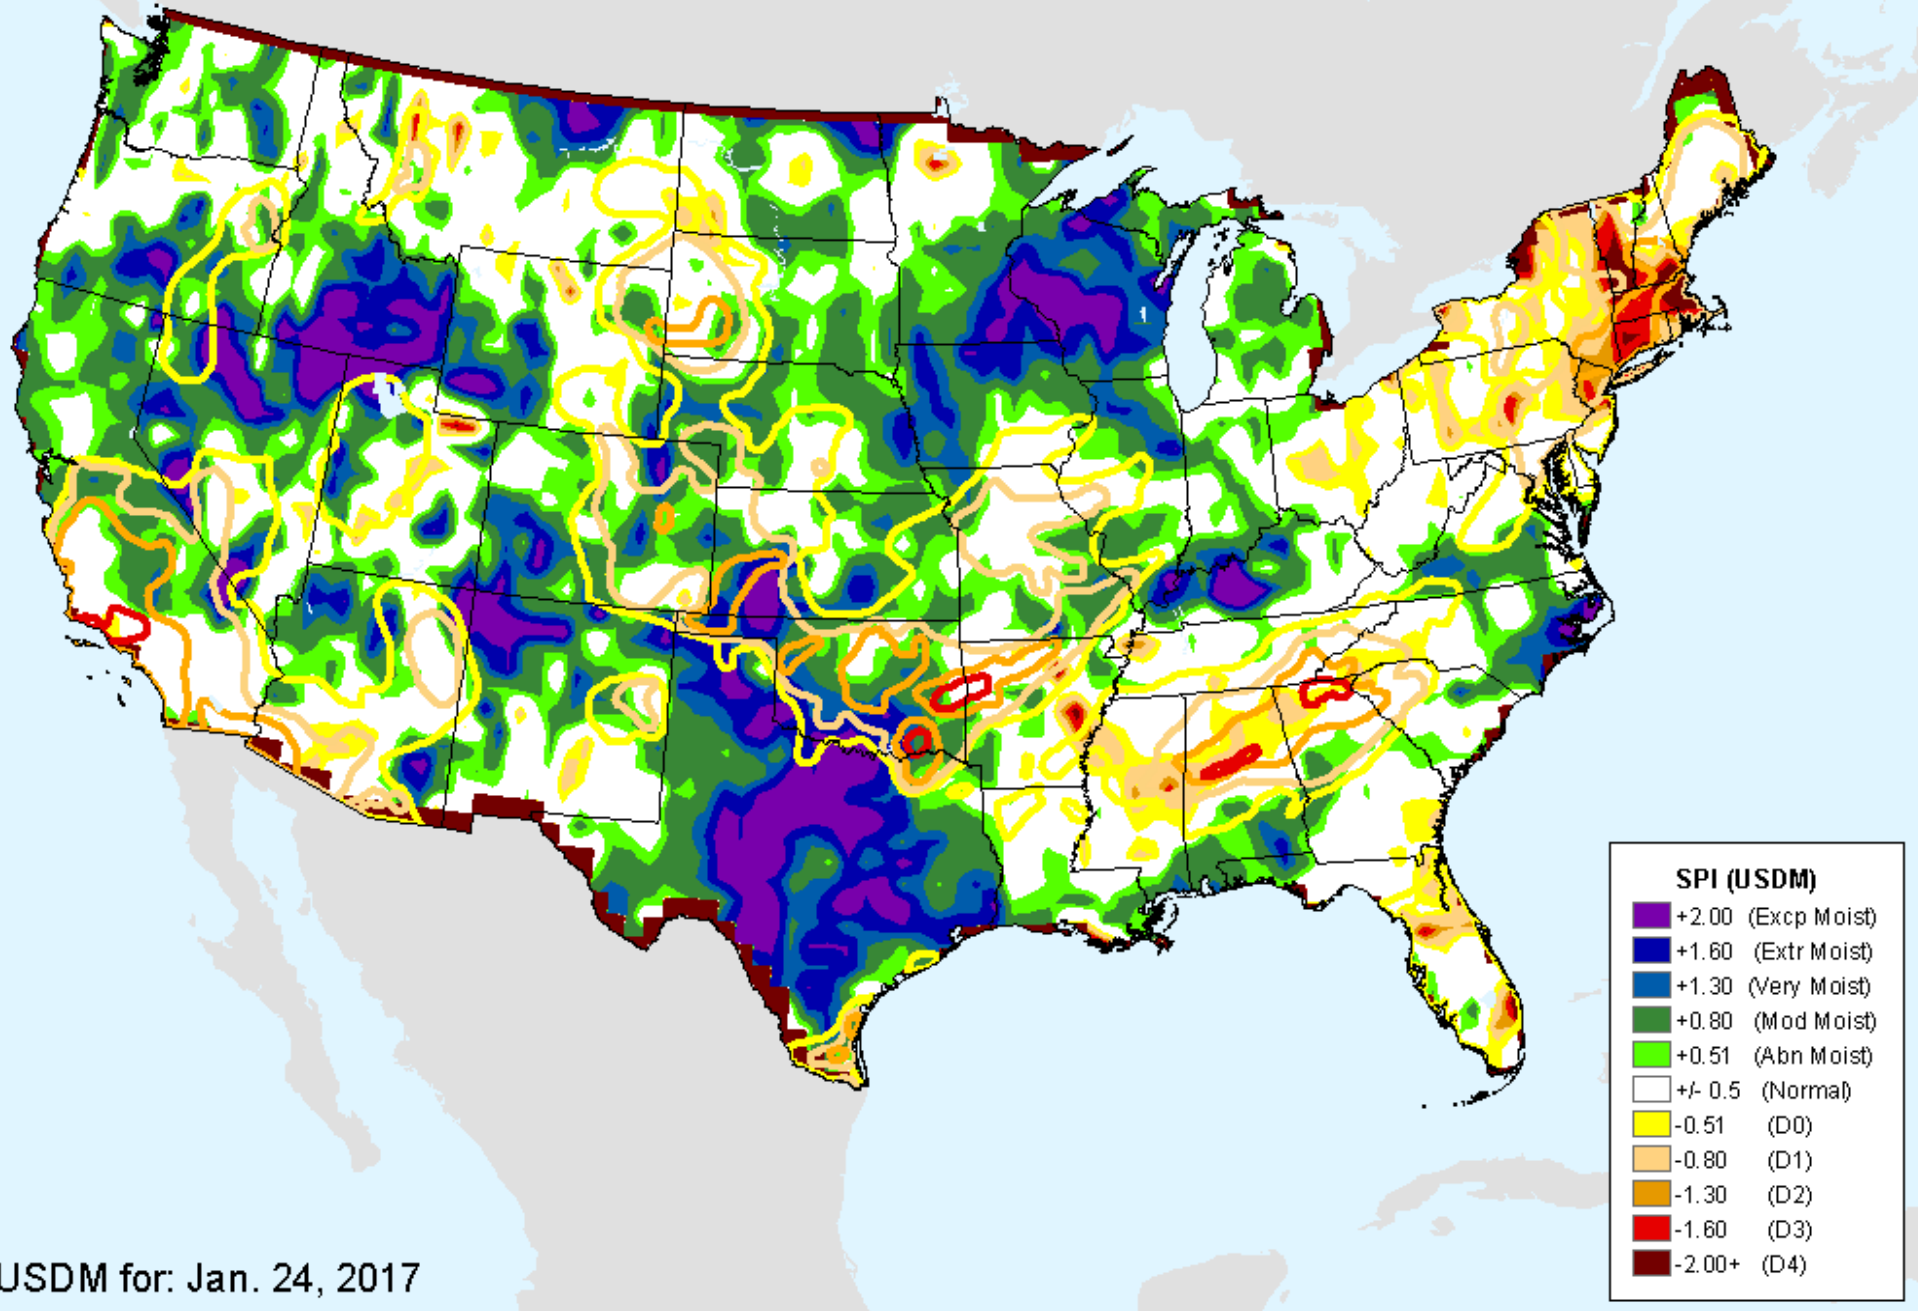 SPI (USDM)
+2.00 (Excp Moist)
+1.60 (Extr Moist)
+1.30 (Very Moist)
+0.80 (Mod Moist)
+0.51 (Abn Moist)
+/- 0.5 (Normal)
-0.51 (D0)
-0.80 (D1)
-1.30 (D2)
-1.60 (D3)
-2.00+ (D4)
USDM for: Jan. 24, 2017